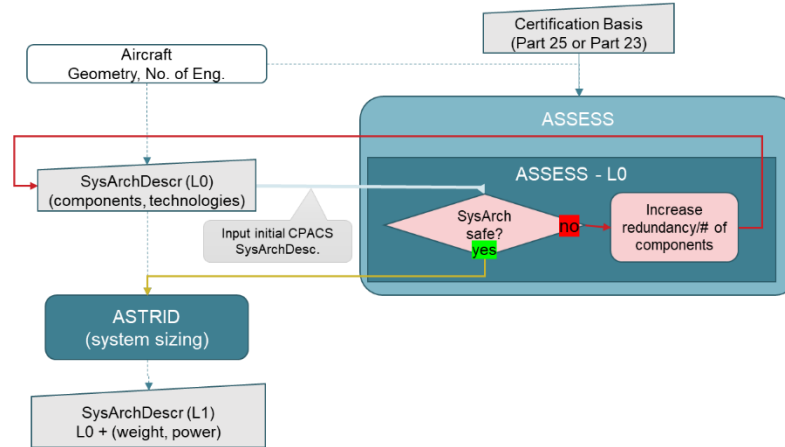 Certification Basis
(Part 25 or Part 23)
Aircraft
Geometry, No. of Eng.
ASSESS
ASSESS - L0
SysArchDescr (L0)
(components, technologies)
Input initial CPACS
SysArchDesc.
SysArch
safe?
yes
no
Increase
redundancy/# of
components
ASTRID
(system sizing)
SysArchDescr (L1)
L0 + (weight, power)